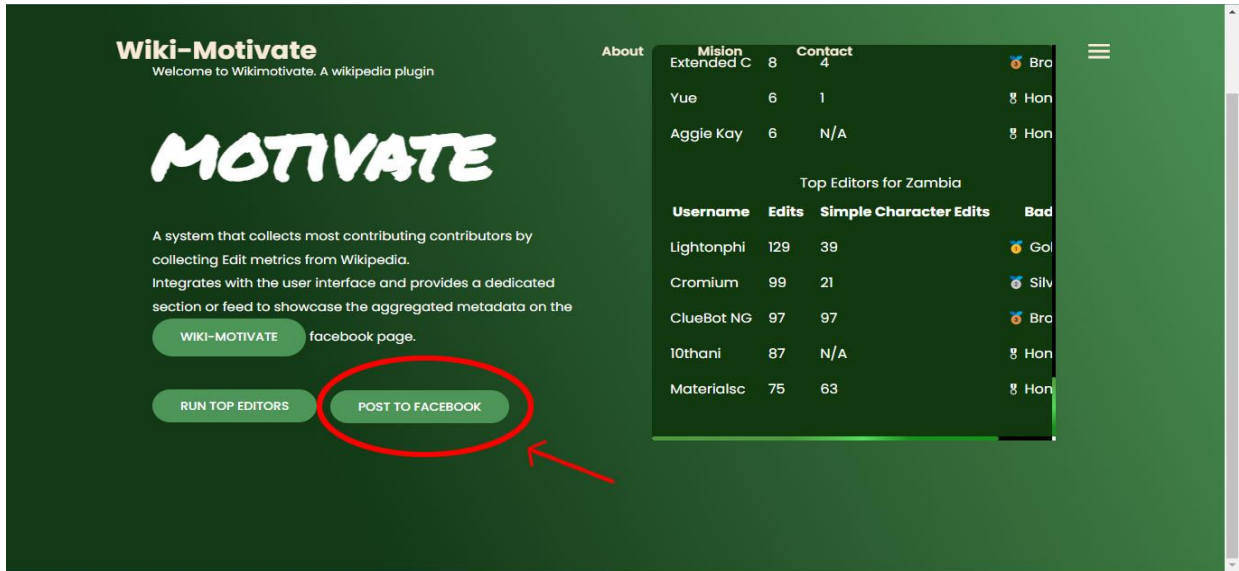 Wiki-Motivate
About Mision Contact
Welcome to Wikimotivate. A wikipedia plugin
MOTIVATE
A system that collects most contributing contributors by
collecting Edit metrics from Wikipedia.
Integrates with the user interface and provides a dedicated
section or feed to showcase the aggregated metadata on the
WIKI-MOTIVATE facebook page.
RUN TOP EDITORS POST TO FACEBOOK
Extended C 8 4 Bro
Yue 6 1 Hon
Aggie Kay 6 N/A Hon
Top Editors for Zambia
Username Edits Simple Character Edits Bad
Lightonphi 129 39 Gol
Cromium 99 21 Silv
ClueBot NG 97 97 Bro
10thani 87 N/A Hon
Materialsc 75 63 Hon